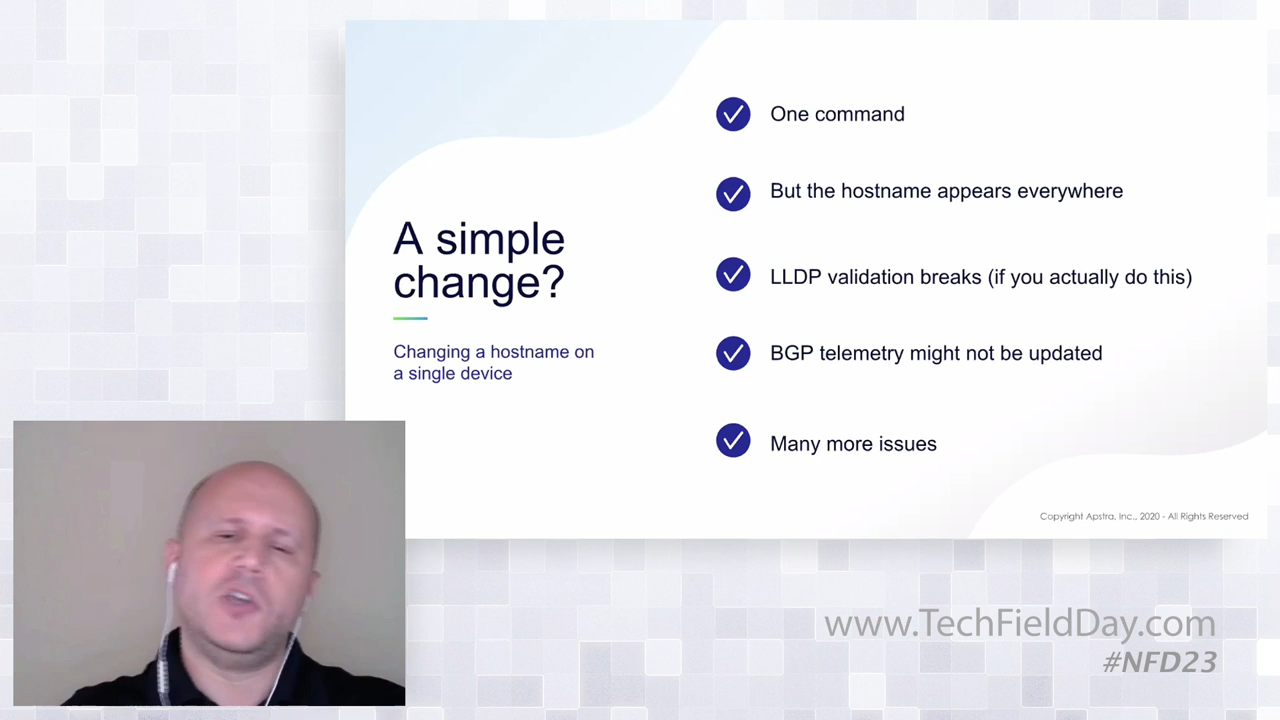 A simple
change?
Changing a hostname on
a single device
One command
But the hostname appears everywhere
LLDP validation breaks (if you actually do this)
BGP telemetry might not be updated
Many more issues
Copyright Apstra, Inc., 2020 - All Rights Reserved
www.TechFieldDay.com
#NFD23